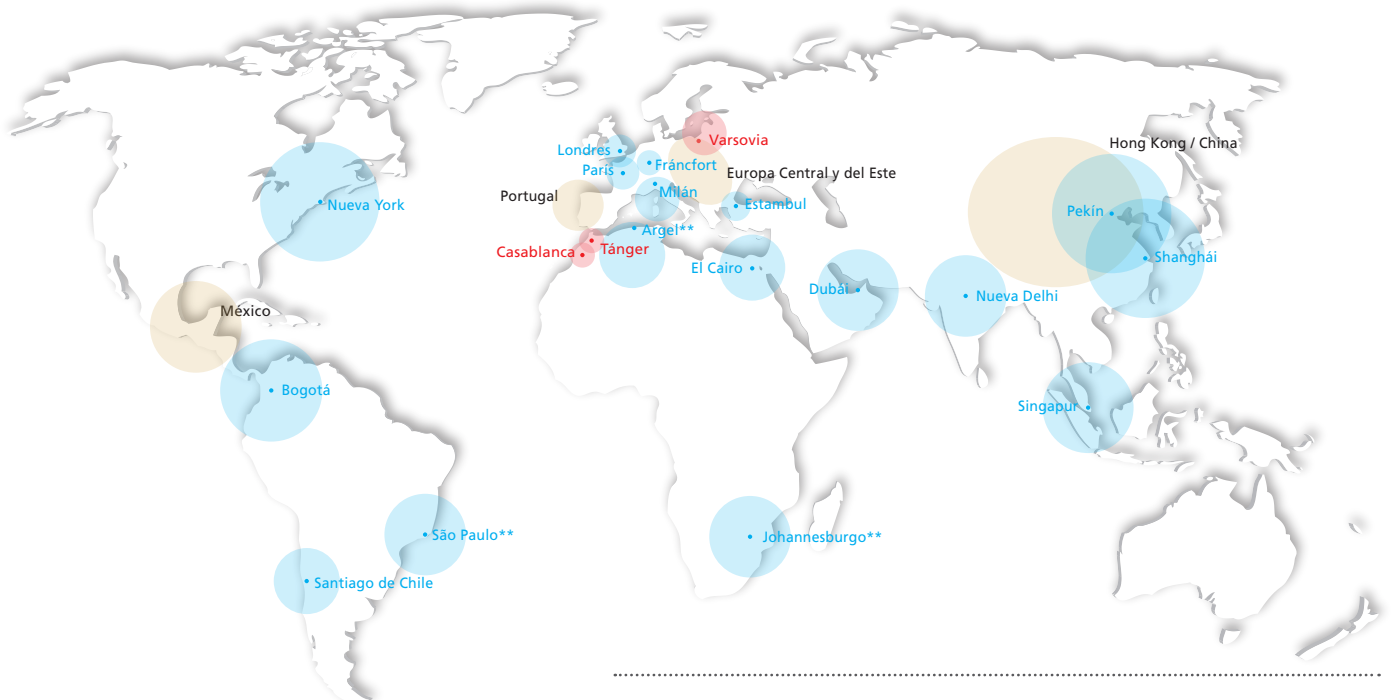 Hong Kong / China
Varsovia
Londres
Fráncfort
París
Europa Central y del Este
Milán
Portugal
Nueva York
Estambul
Pekín
Argel**
Casablanca
Tánger
Shanghái
El Cairo
Dubái
Nueva Delhi
México
Bogotá
Singapur
São Paulo**
Johannesburgo**
Santiago de Chile